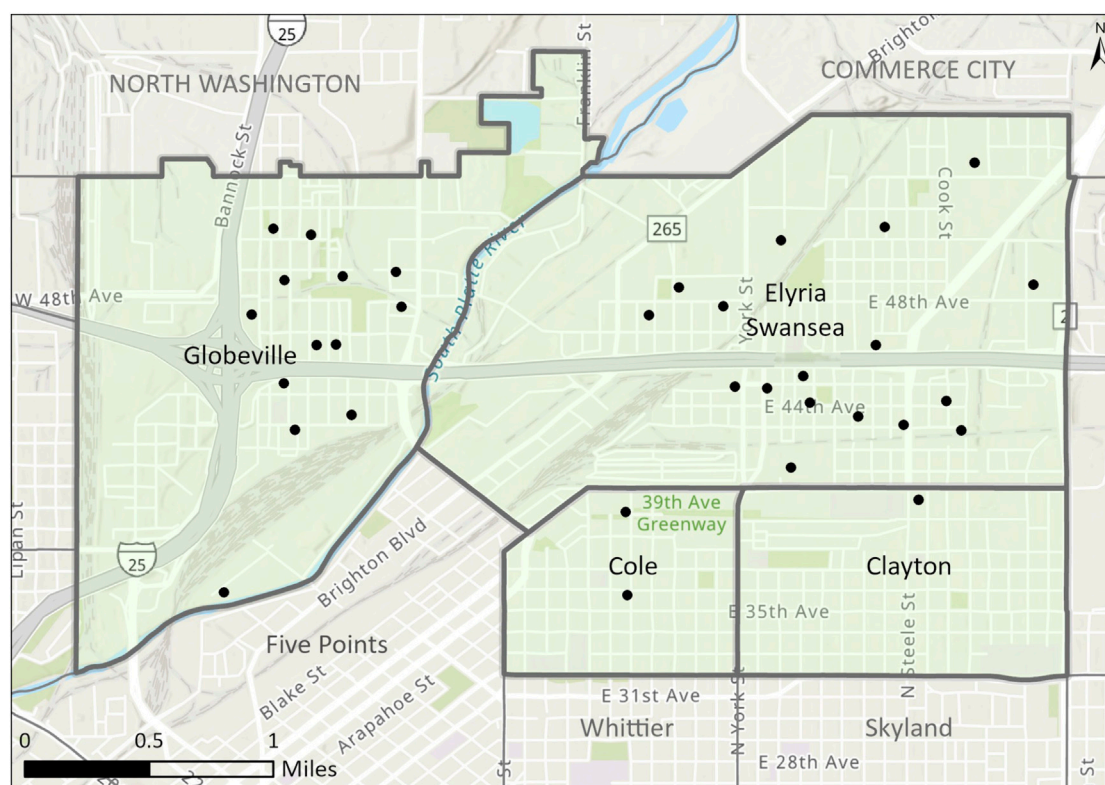 25
N
NORTH WASHINGTON
COMMERCE CITY
Franklin St
Brighton
Bannock St
Cook St
265
South Platte River
W 48th Ave
Elyria
Swansea
E 48th Ave
York St
2
Globeville
E 44th Ave
39th Ave
Greenway
Lipan St
25
Brighton Blvd
Cole
Clayton
E 35th Ave
N Steele St
Five Points
Blake St
Arapahoe St
E 31st Ave
N York St
Whittier
Skyland
E 28th Ave
St
St
0
0.5
1
Miles